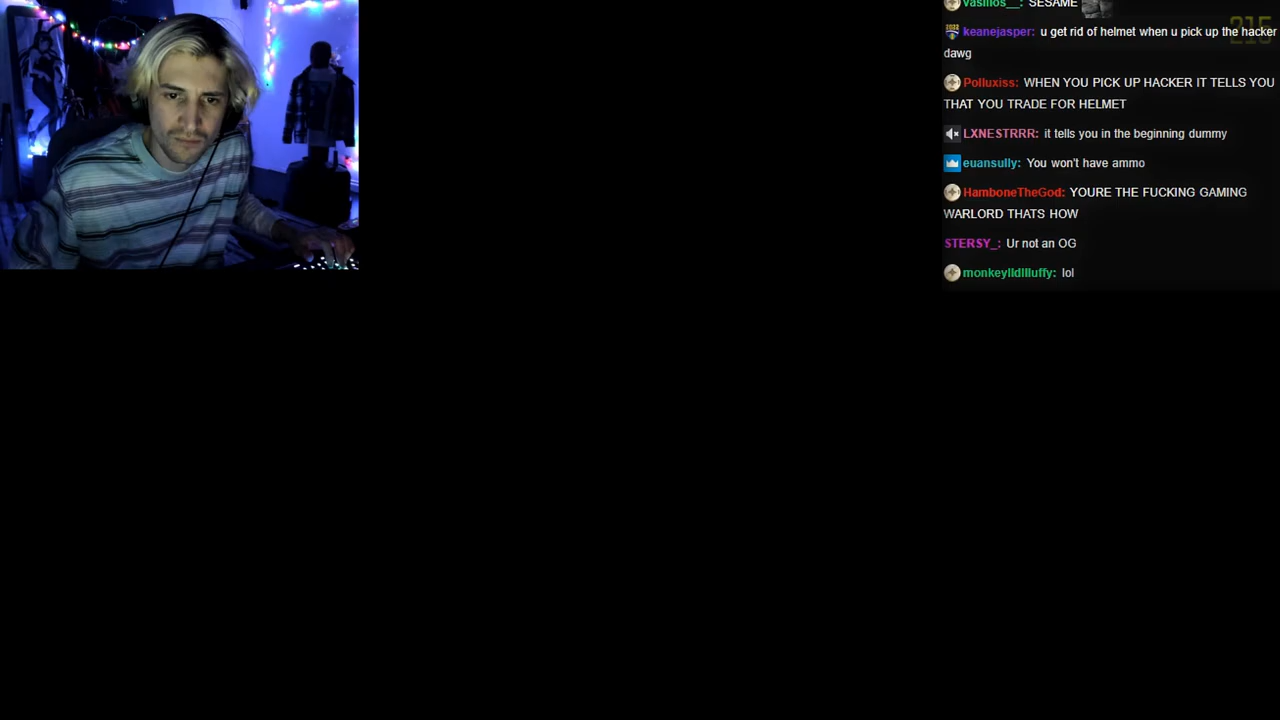 vasilios__: SESAME
215
keanejasper: u get rid of helmet when u pick up the hacker
dawg
Polluxiss: WHEN YOU PICK UP HACKER IT TELLS YOU
THAT YOU TRADE FOR HELMET
LXNESTRRR: it tells you in the beginning dummy
euansully: You won't have ammo
HamboneTheGod: YOURE THE FUCKING GAMING
WARLORD THATS HOW
STERSY_: Ur not an OG
monkeylldllluffy: lol